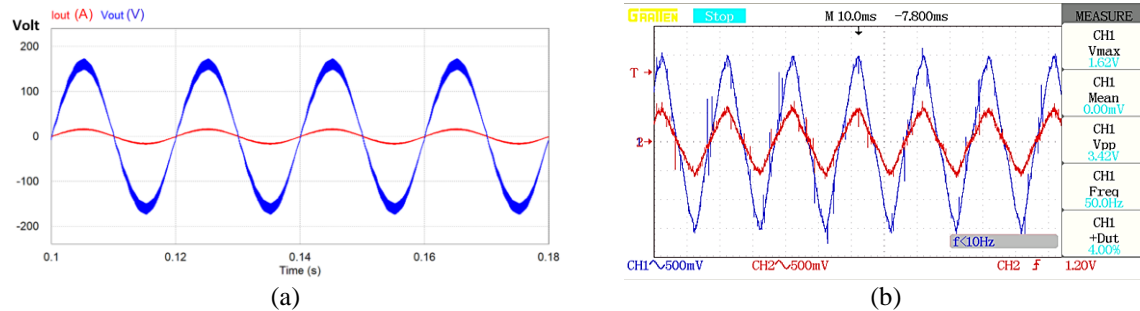 Iout (A) Vout (V)
Volt
200
100
0
-100
-200
0.1 0.12 0.14 0.16 0.18
Time (s)
(a)
GRATTEN Stop M 10.0ms -7.800ms MEASURE
CH1
Vmax
1.62V
CH1
Mean
0.00mV
CH1
Vpp
3.42V
CH1
Freq
50.0Hz
CH1
+Dut
4.00%
T
2
f<10Hz
CH1 500mV CH2 500mV CH2 1.20V
(b)